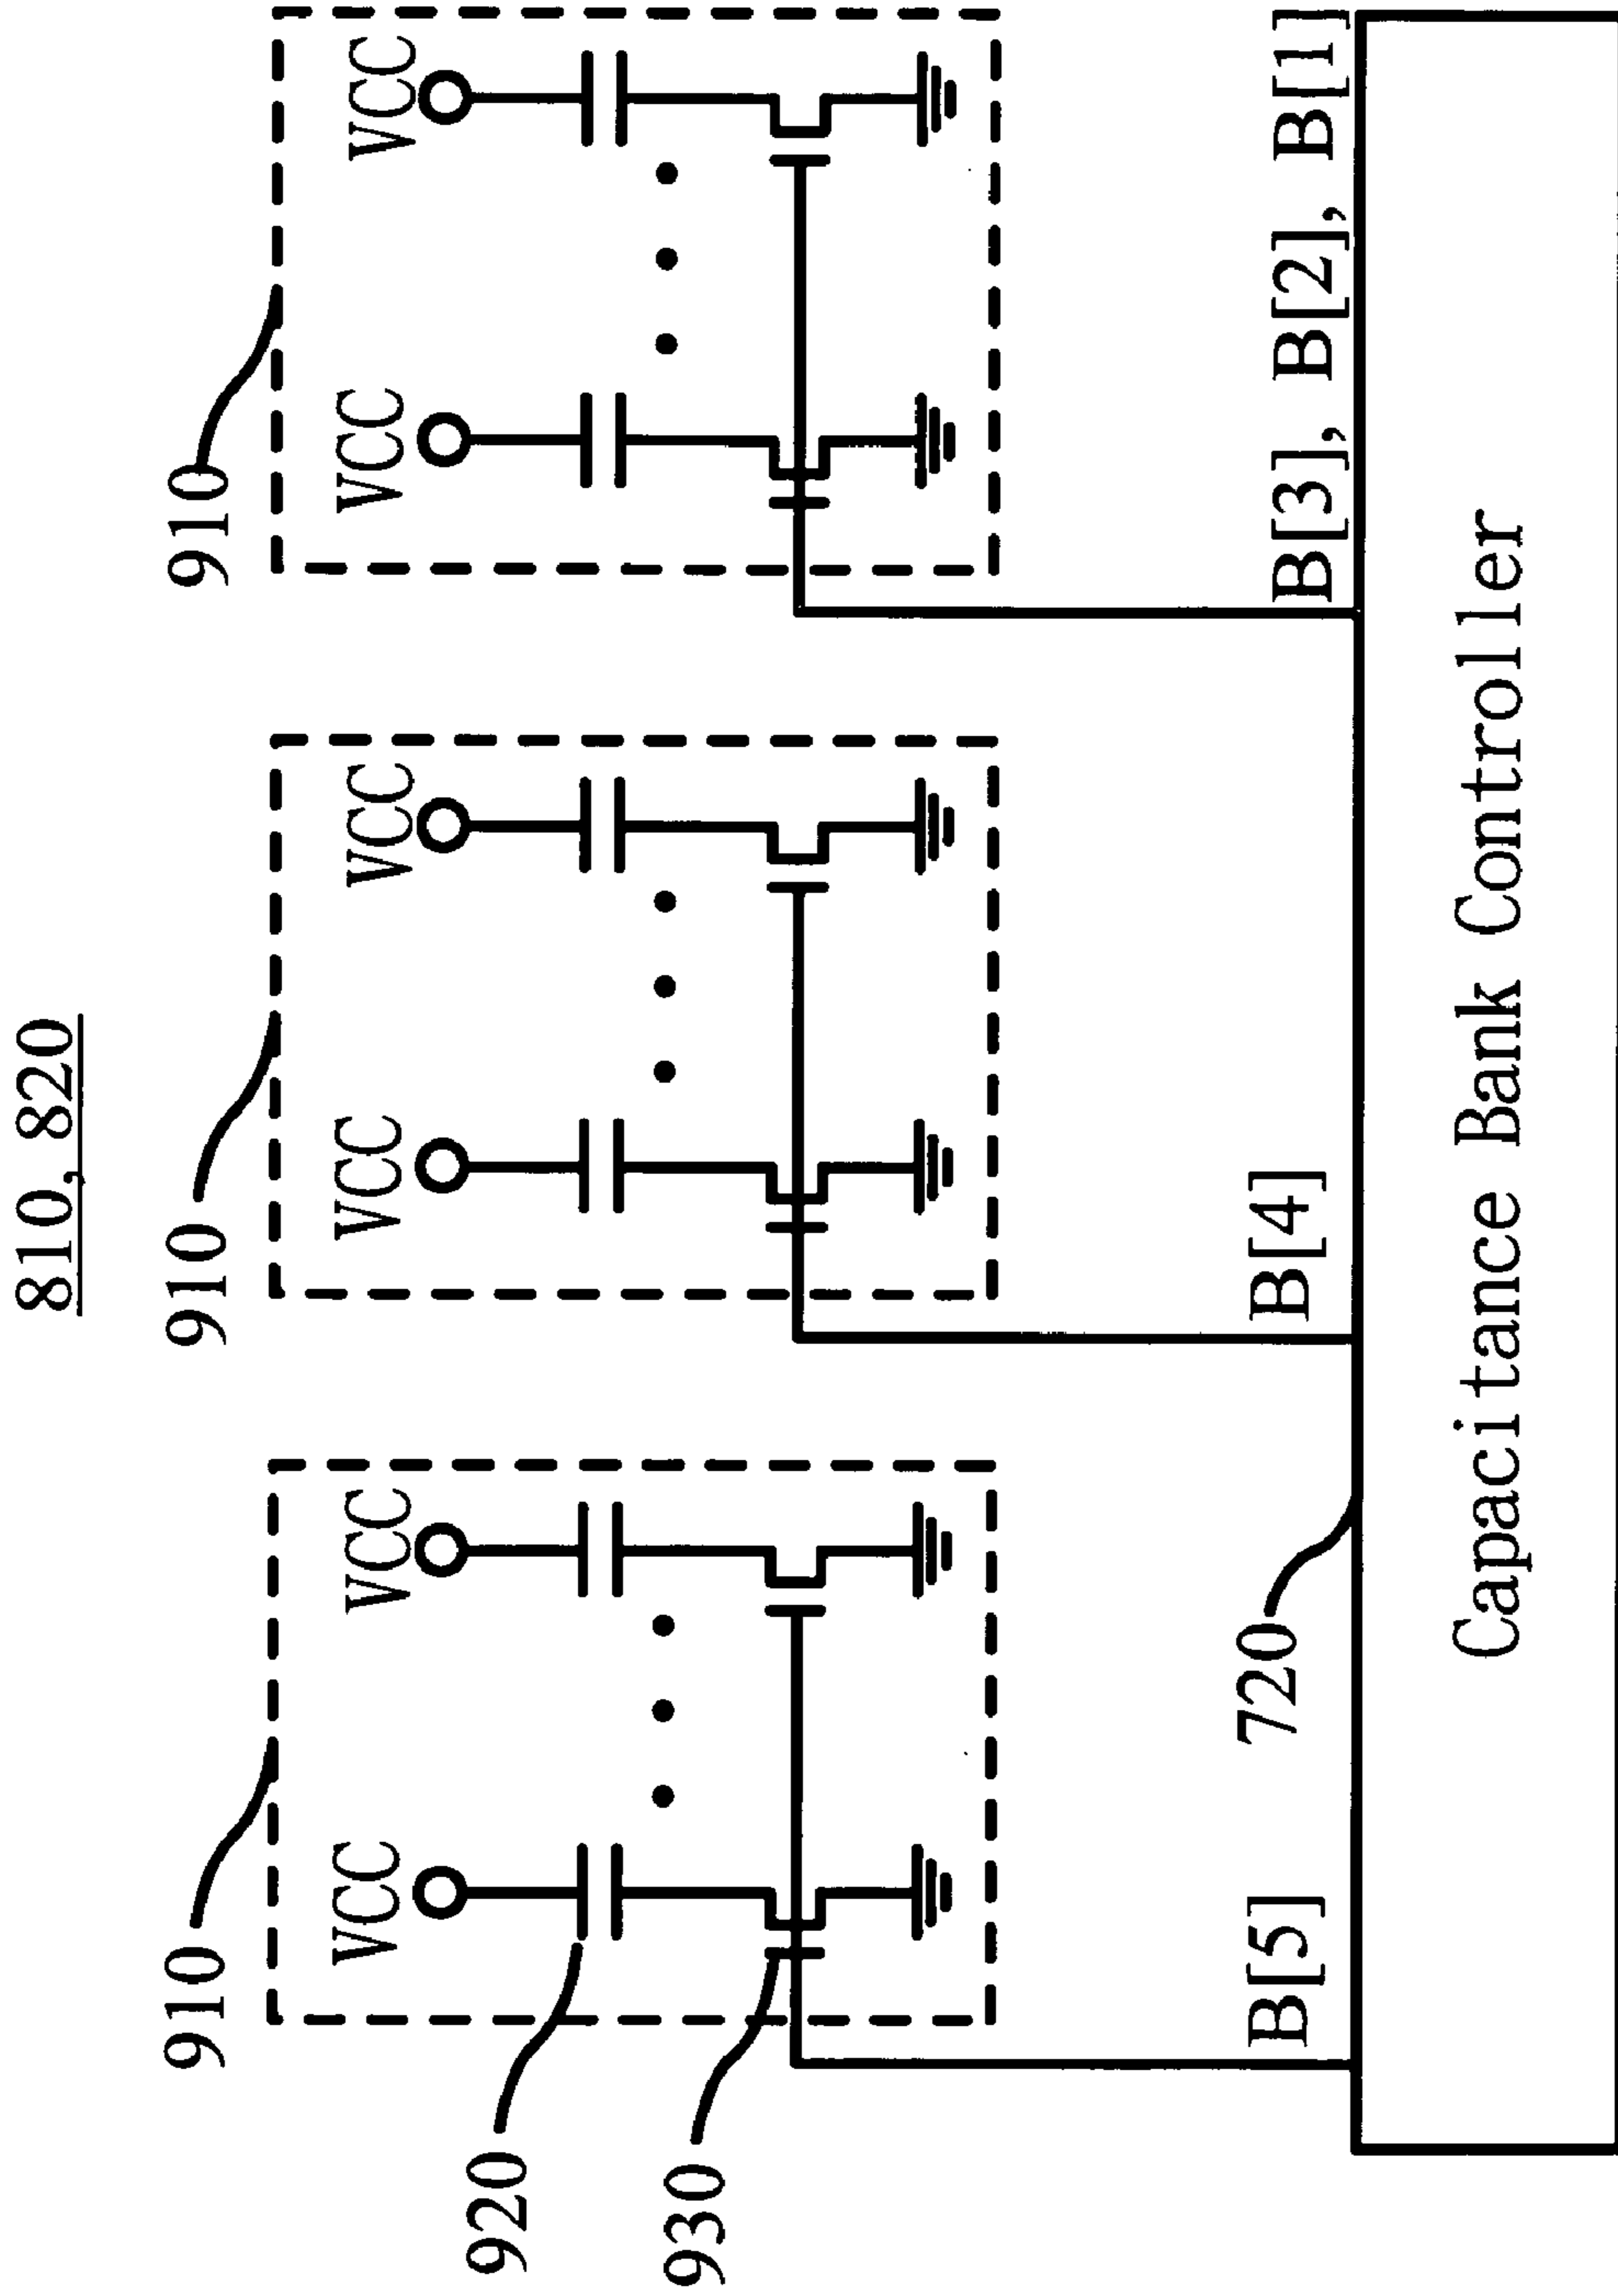 810, 820
910
910
910
VCC
VCC
VCC
VCC
VCC
VCC
920
930
B[5]
720
B[4]
B[3], B[2], B[1]
Capacitance Bank Controller